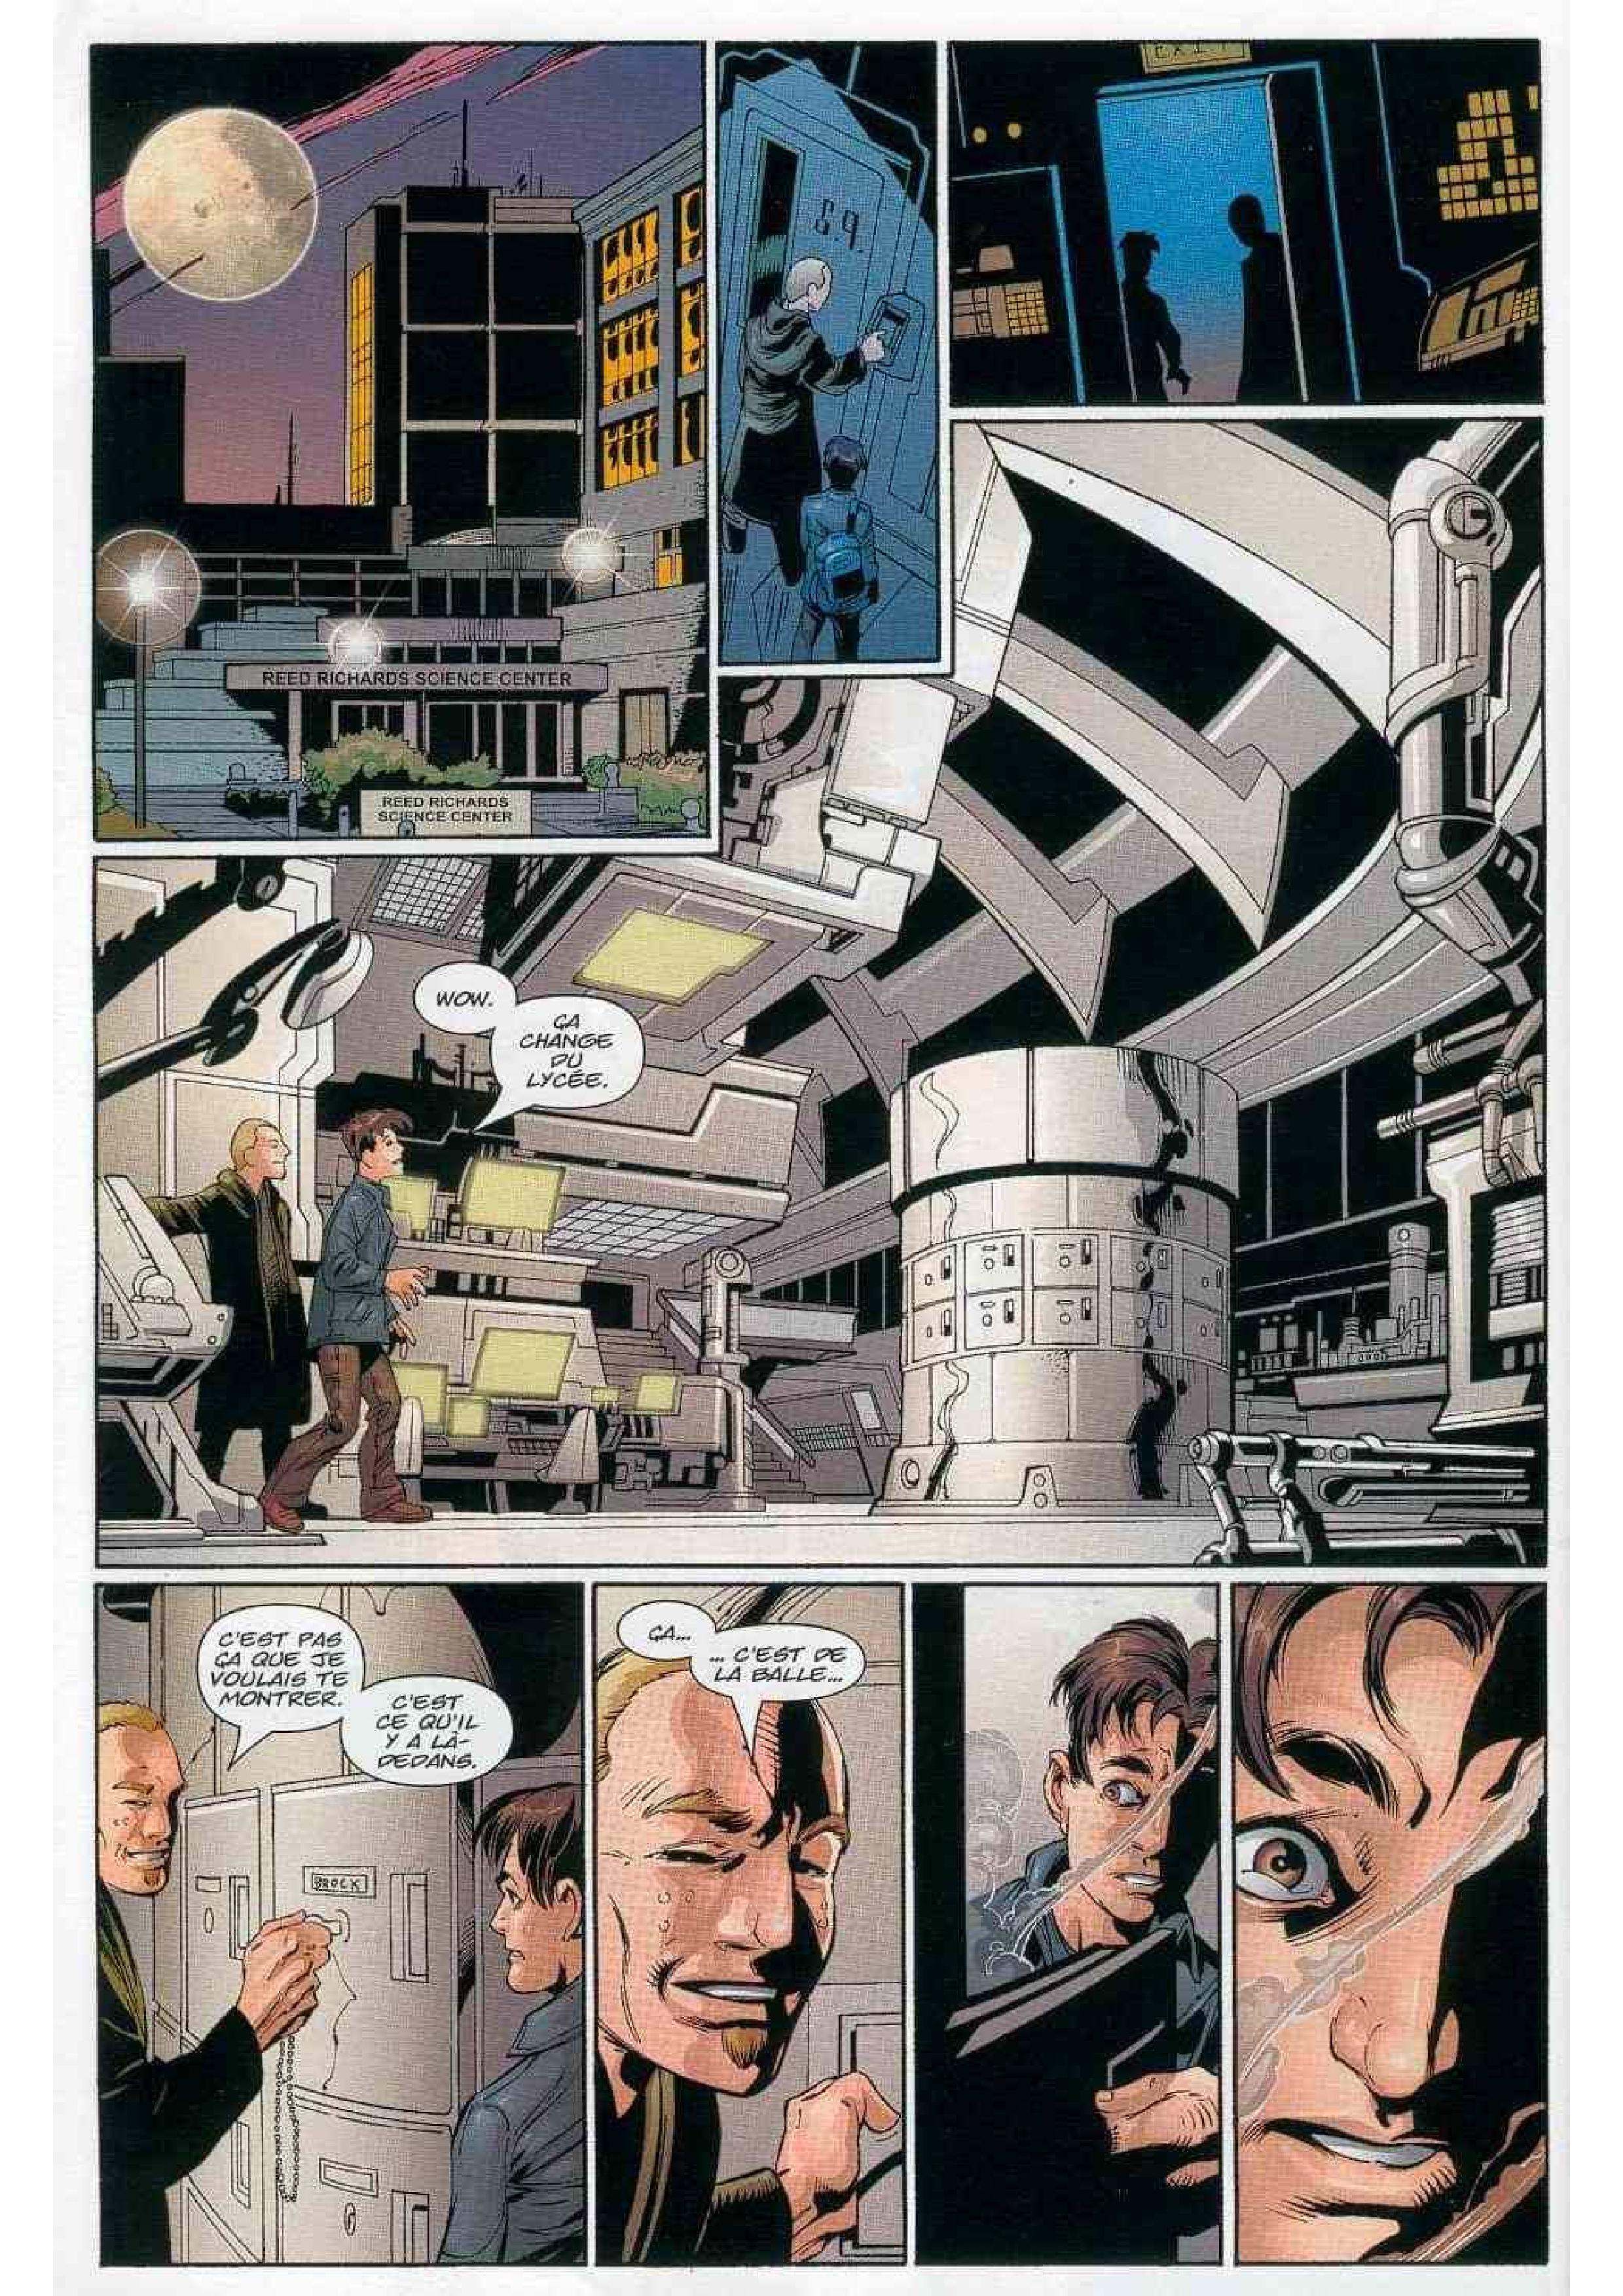 REED RICHARDS SCIENCE CENTER
REED RICHARDS
SCIENCE CENTER
EXIT
WOW.
ÇA
CHANGE
DU
LYCÉE.
C'EST PAS
ÇA QUE JE
VOULAIS TE
MONTRER.
C'EST
CE QU'IL
Y A LÀ-
DEDANS.
BROCK
ÇA...
... C'EST DE
LA BALLE...